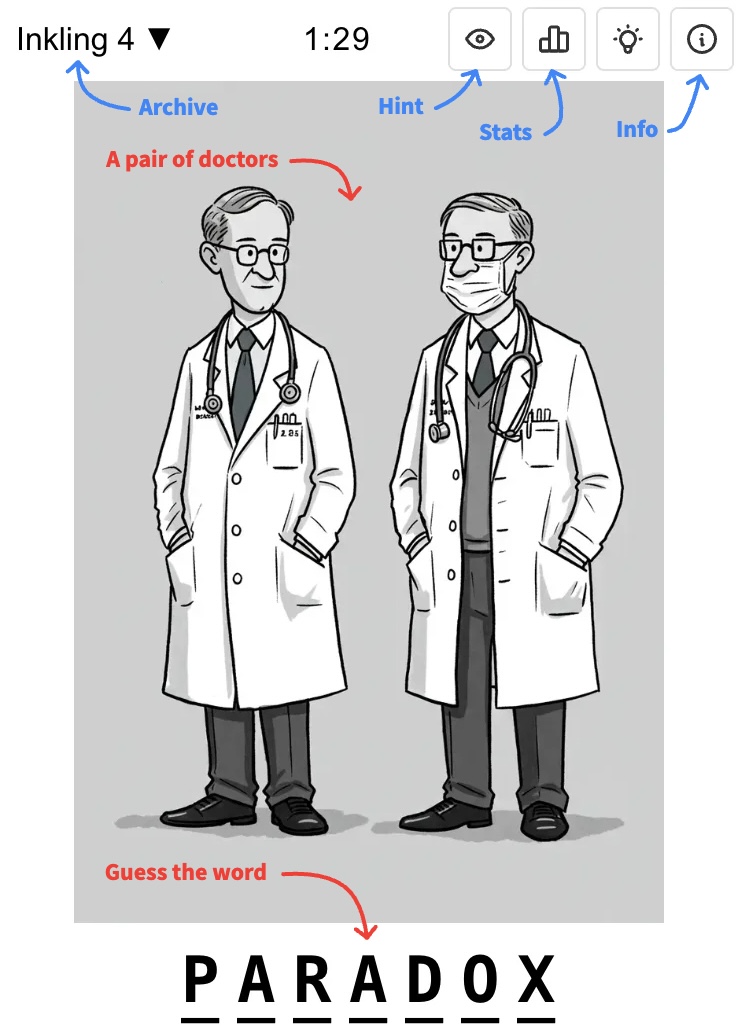 Inkling 4 ▼
1:29
Archive
Hint
Stats
Info
A pair of doctors
Guess the word
PARADOX